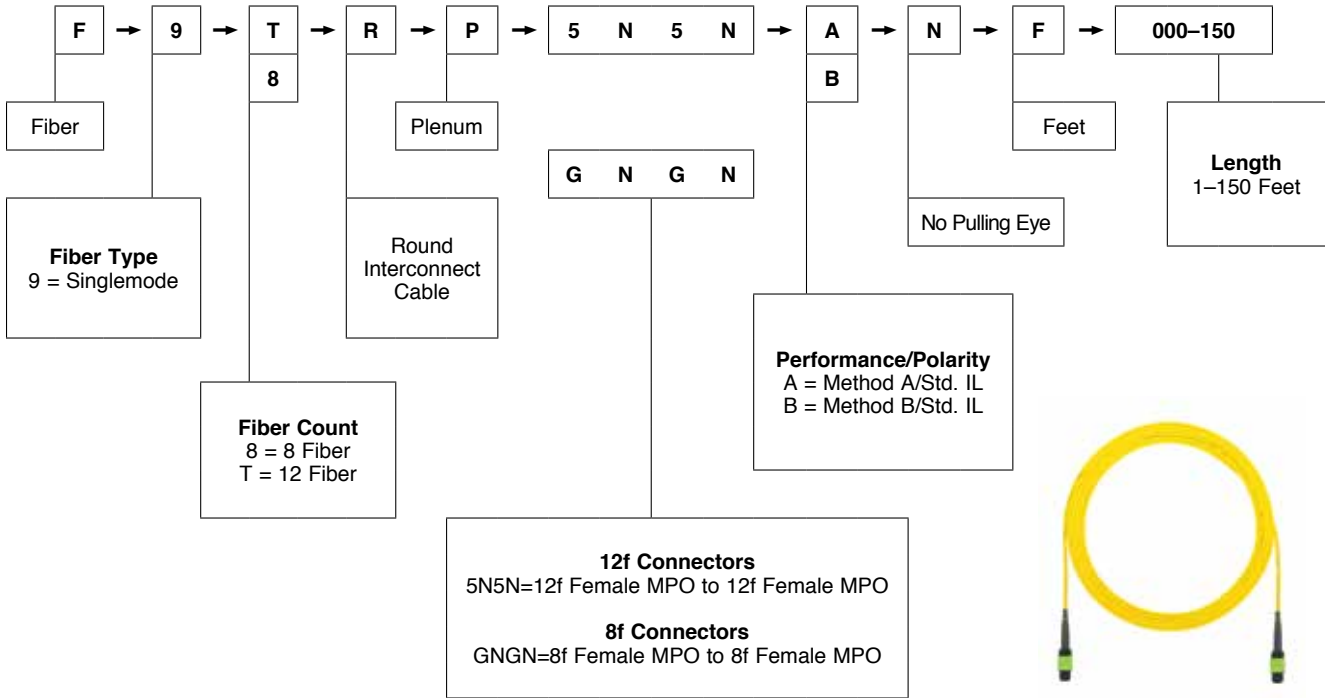 F 9 T R P 5 N 5 N A N F 000–150
8 B
Fiber
Plenum
Feet
G N G N
Length
1–150 Feet
No Pulling Eye
Fiber Type
9 = Singlemode
Round
Interconnect
Cable
Performance/Polarity
A = Method A/Std. IL
B = Method B/Std. IL
Fiber Count
8 = 8 Fiber
T = 12 Fiber
12f Connectors
5N5N=12f Female MPO to 12f Female MPO
8f Connectors
GNGN=8f Female MPO to 8f Female MPO